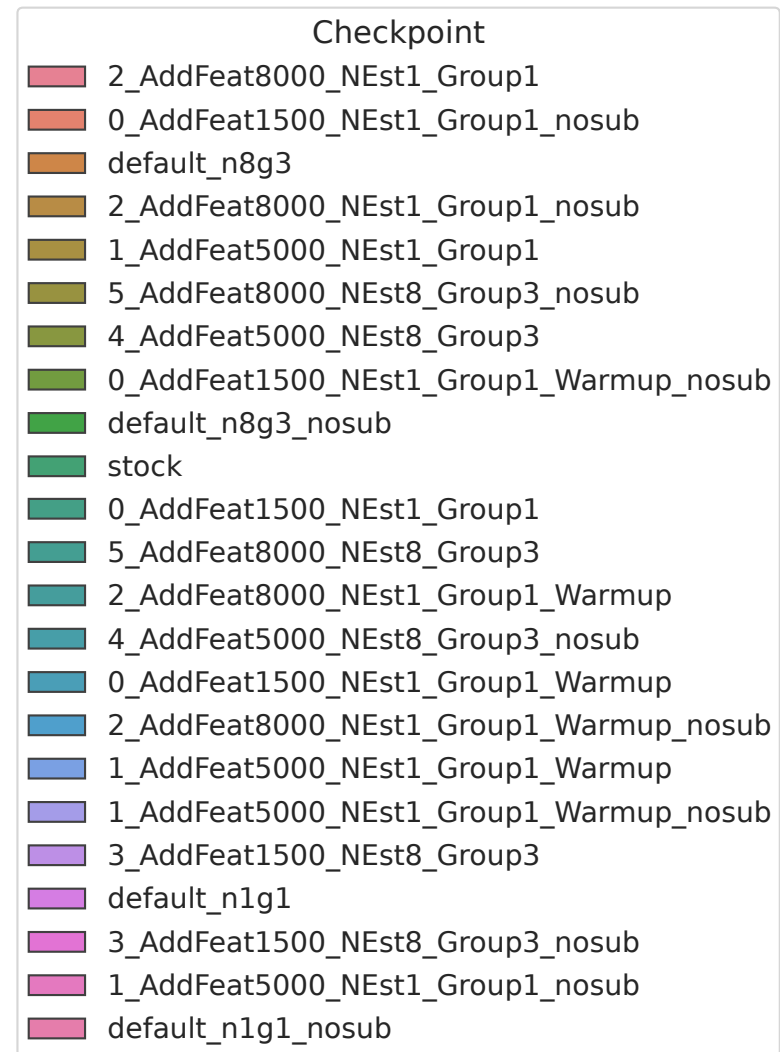 Checkpoint
2_AddFeat8000_NEst1_Group1
0_AddFeat1500_NEst1_Group1_nosub
default_n8g3
2_AddFeat8000_NEst1_Group1_nosub
1_AddFeat5000_NEst1_Group1
5_AddFeat8000_NEst8_Group3_nosub
4_AddFeat5000_NEst8_Group3
0_AddFeat1500_NEst1_Group1_Warmup_nosub
default_n8g3_nosub
stock
0_AddFeat1500_NEst1_Group1
5_AddFeat8000_NEst8_Group3
2_AddFeat8000_NEst1_Group1_Warmup
4_AddFeat5000_NEst8_Group3_nosub
0_AddFeat1500_NEst1_Group1_Warmup
2_AddFeat8000_NEst1_Group1_Warmup_nosub
1_AddFeat5000_NEst1_Group1_Warmup
1_AddFeat5000_NEst1_Group1_Warmup_nosub
3_AddFeat1500_NEst8_Group3
default_n1g1
3_AddFeat1500_NEst8_Group3_nosub
1_AddFeat5000_NEst1_Group1_nosub
default_n1g1_nosub